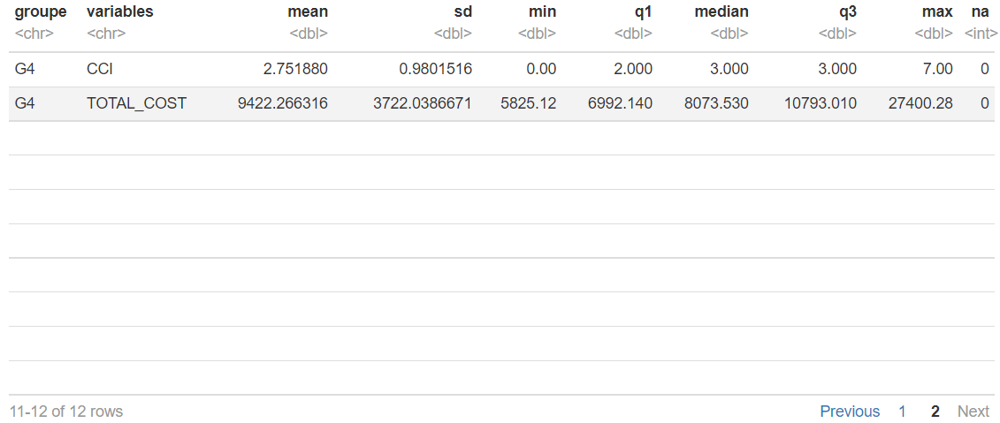 groupe variables mean sd min q1 median q3 max na
<chr> <chr> <dbl> <dbl> <dbl> <dbl> <dbl> <dbl> <dbl> <int>
G4 CCI 2.751880 0.9801516 0.00 2.000 3.000 3.000 7.00 0
G4 TOTAL_COST 9422.266316 3722.0386671 5825.12 6992.140 8073.530 10793.010 27400.28 0
11-12 of 12 rows Previous 1 2 Next